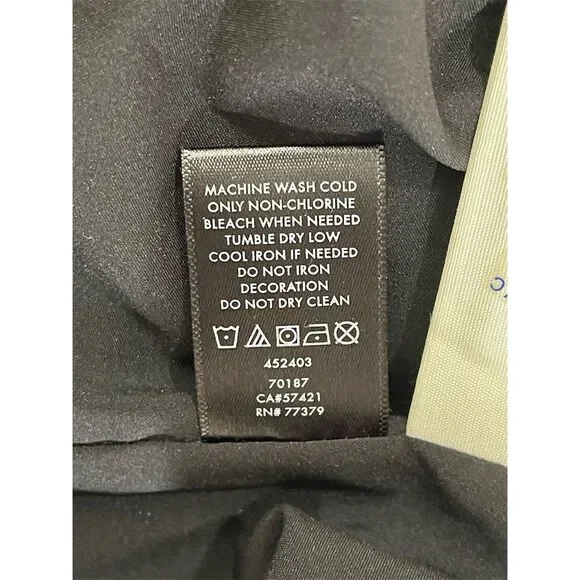 MACHINE WASH COLD
ONLY NON-CHLORINE
BLEACH WHEN NEEDED
TUMBLE DRY LOW
COOL IRON IF NEEDED
DO NOT IRON
DECORATION
DO NOT DRY CLEAN
452403
70187
CA#57421
RN# 77379